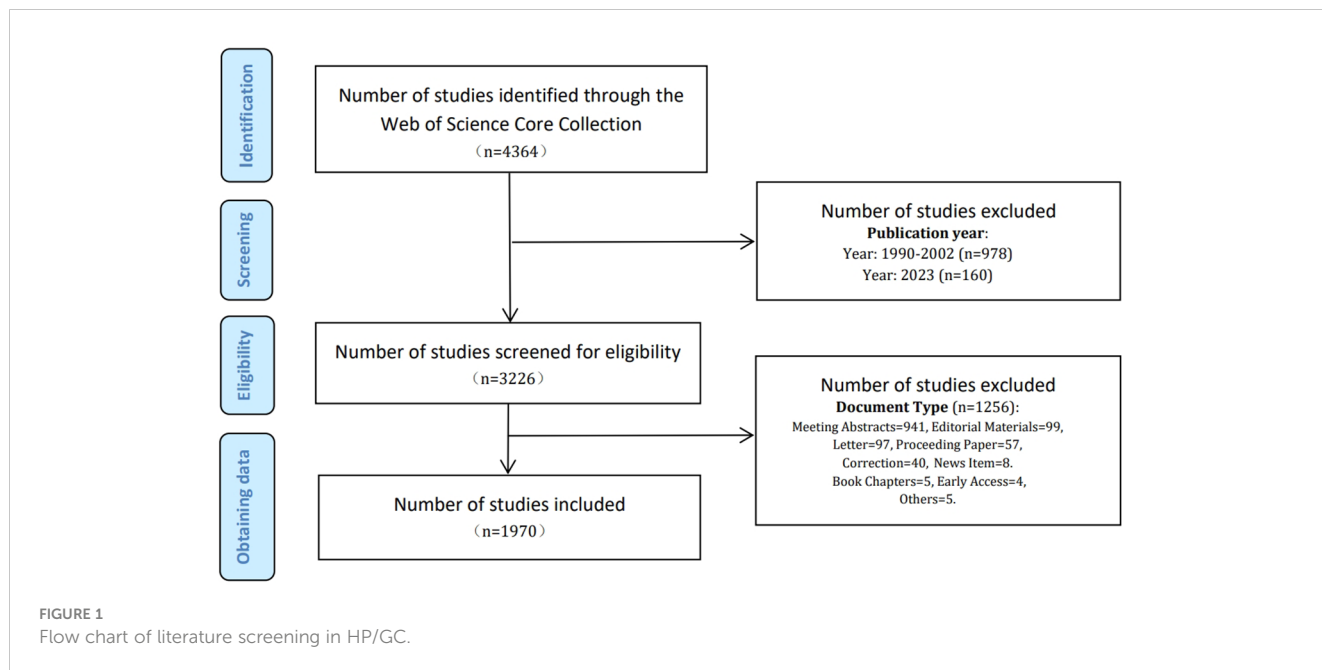 Identification
Number of studies identified through the
Web of Science Core Collection
（n=4364）
Screening
Number of studies excluded
Publication year:
Year: 1990-2002 (n=978)
Year: 2023 (n=160)
Eligibility
Number of studies screened for eligibility
（n=3226）
Number of studies excluded
Document Type (n=1256):
Meeting Abstracts=941, Editorial Materials=99,
Letter=97, Proceeding Paper=57,
Correction=40, News Item=8.
Book Chapters=5, Early Access=4,
Others=5.
Obtaining data
Number of studies included
（n=1970）
FIGURE 1
Flow chart of literature screening in HP/GC.